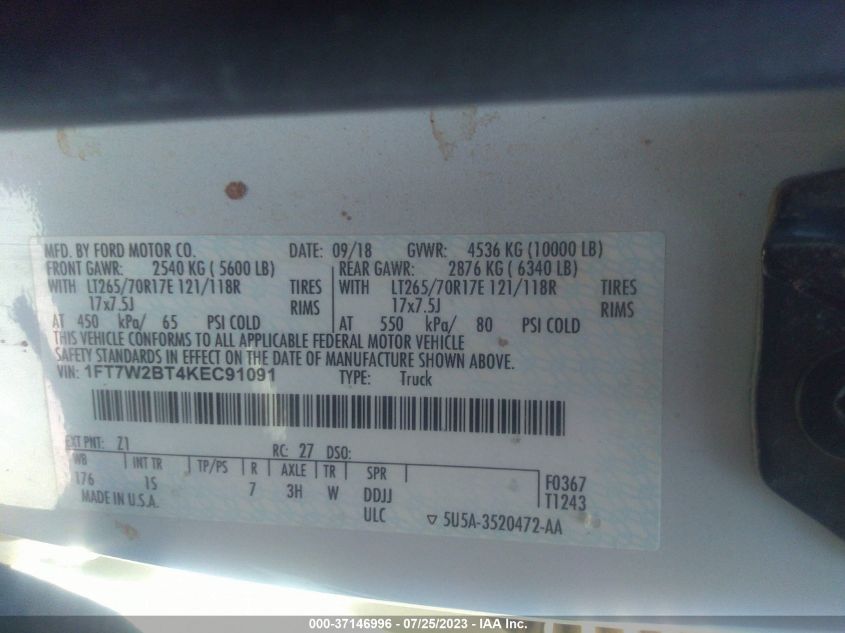 MFD. BY FORD MOTOR CO. DATE: 09/18 GVWR: 4536 KG (10000 LB)
FRONT GAWR: 2540 KG ( 5600 LB) REAR GAWR: 2876 KG ( 6340 LB)
WITH LT265/70R17E 121/118R TIRES WITH LT265/70R17E 121/118R TIRES
17x7.5J RIMS 17x7.5J RIMS
AT 450 kPa/ 65 PSI COLD AT 550 kPa/ 80 PSI COLD
THIS VEHICLE CONFORMS TO ALL APPLICABLE FEDERAL MOTOR VEHICLE
SAFETY STANDARDS IN EFFECT ON THE DATE OF MANUFACTURE SHOWN ABOVE.
VIN: 1FT7W2BT4KEC91091 TYPE: Truck
EXT PNT: Z1 RC: 27 DSO:
WB INT TR TP/PS R AXLE TR SPR F0367
176 1S 7 3H W DDJJ T1243
MADE IN U.S.A. ULC ▽ 5U5A-3520472-AA
000-37146996 - 07/25/2023 - IAA Inc.